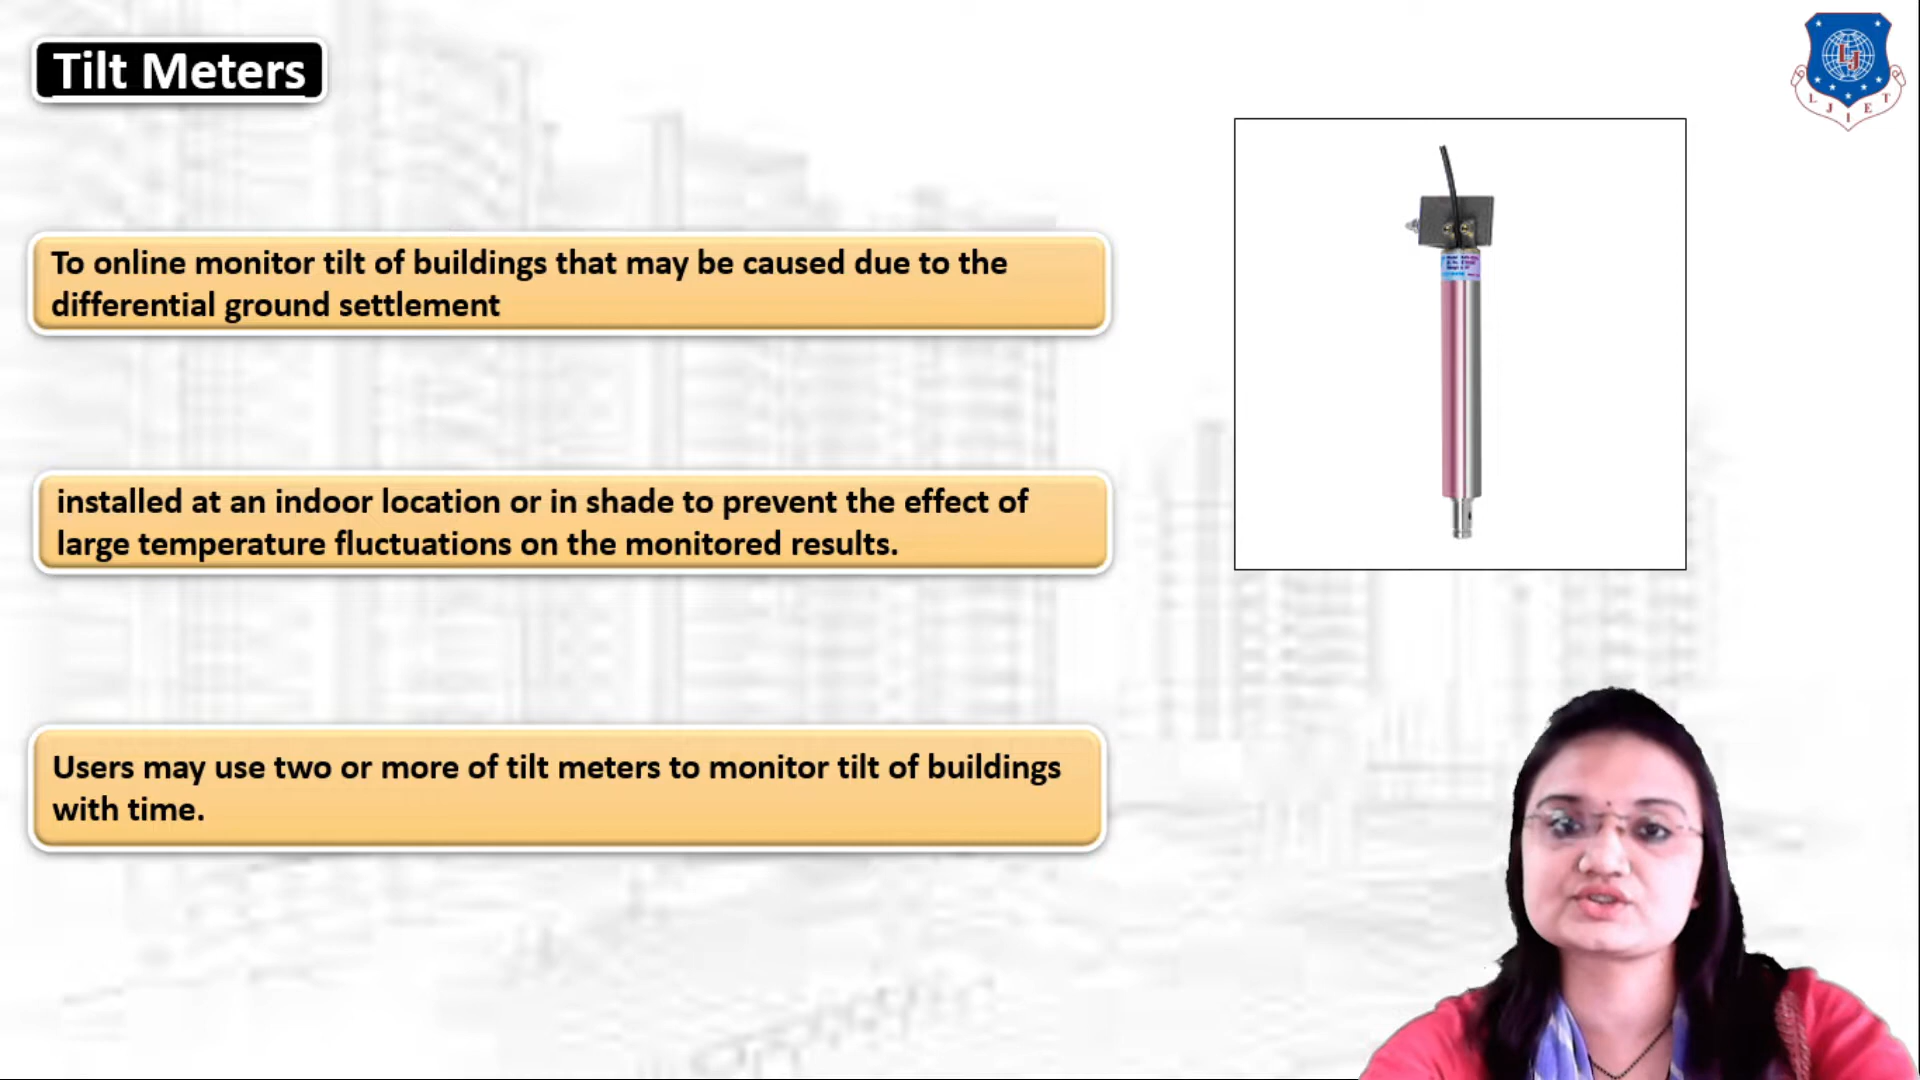 Tilt Meters
To online monitor tilt of buildings that may be caused due to the
differential ground settlement
installed at an indoor location or in shade to prevent the effect of
large temperature fluctuations on the monitored results.
Users may use two or more of tilt meters to monitor tilt of buildings
with time.
LJ
L J I E T